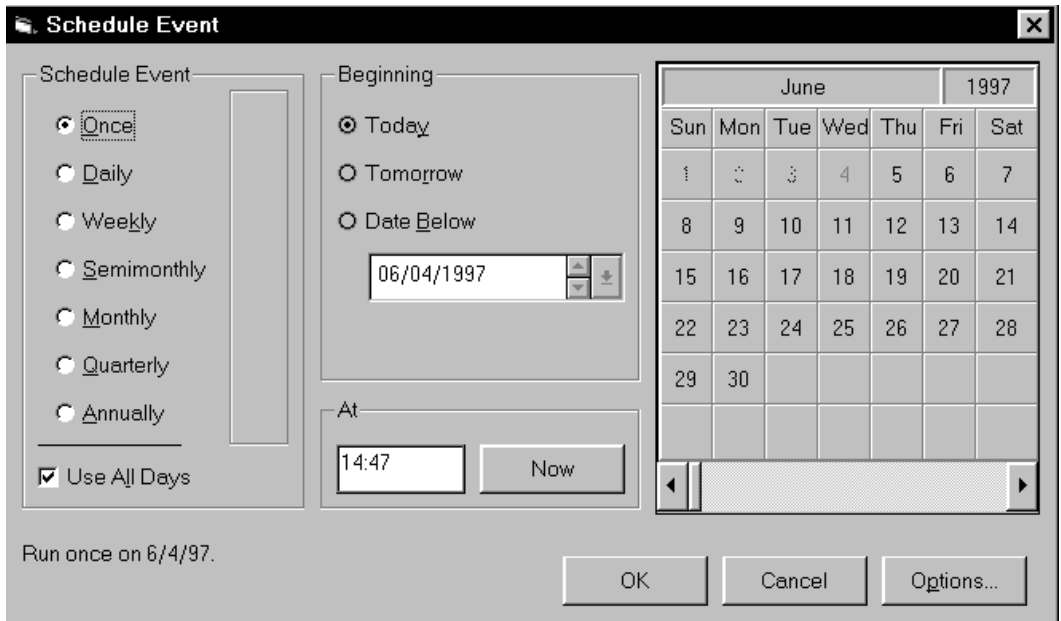 Schedule Event
Schedule Event
Once
Daily
Weekly
Semimonthly
Monthly
Quarterly
Annually
Use All Days
Beginning
Today
Tomorrow
Date Below
06/04/1997
At
14:47
Now
June 1997
Sun Mon Tue Wed Thu Fri Sat
1 2 3 4 5 6 7
8 9 10 11 12 13 14
15 16 17 18 19 20 21
22 23 24 25 26 27 28
29 30
Run once on 6/4/97.
OK Cancel Options...